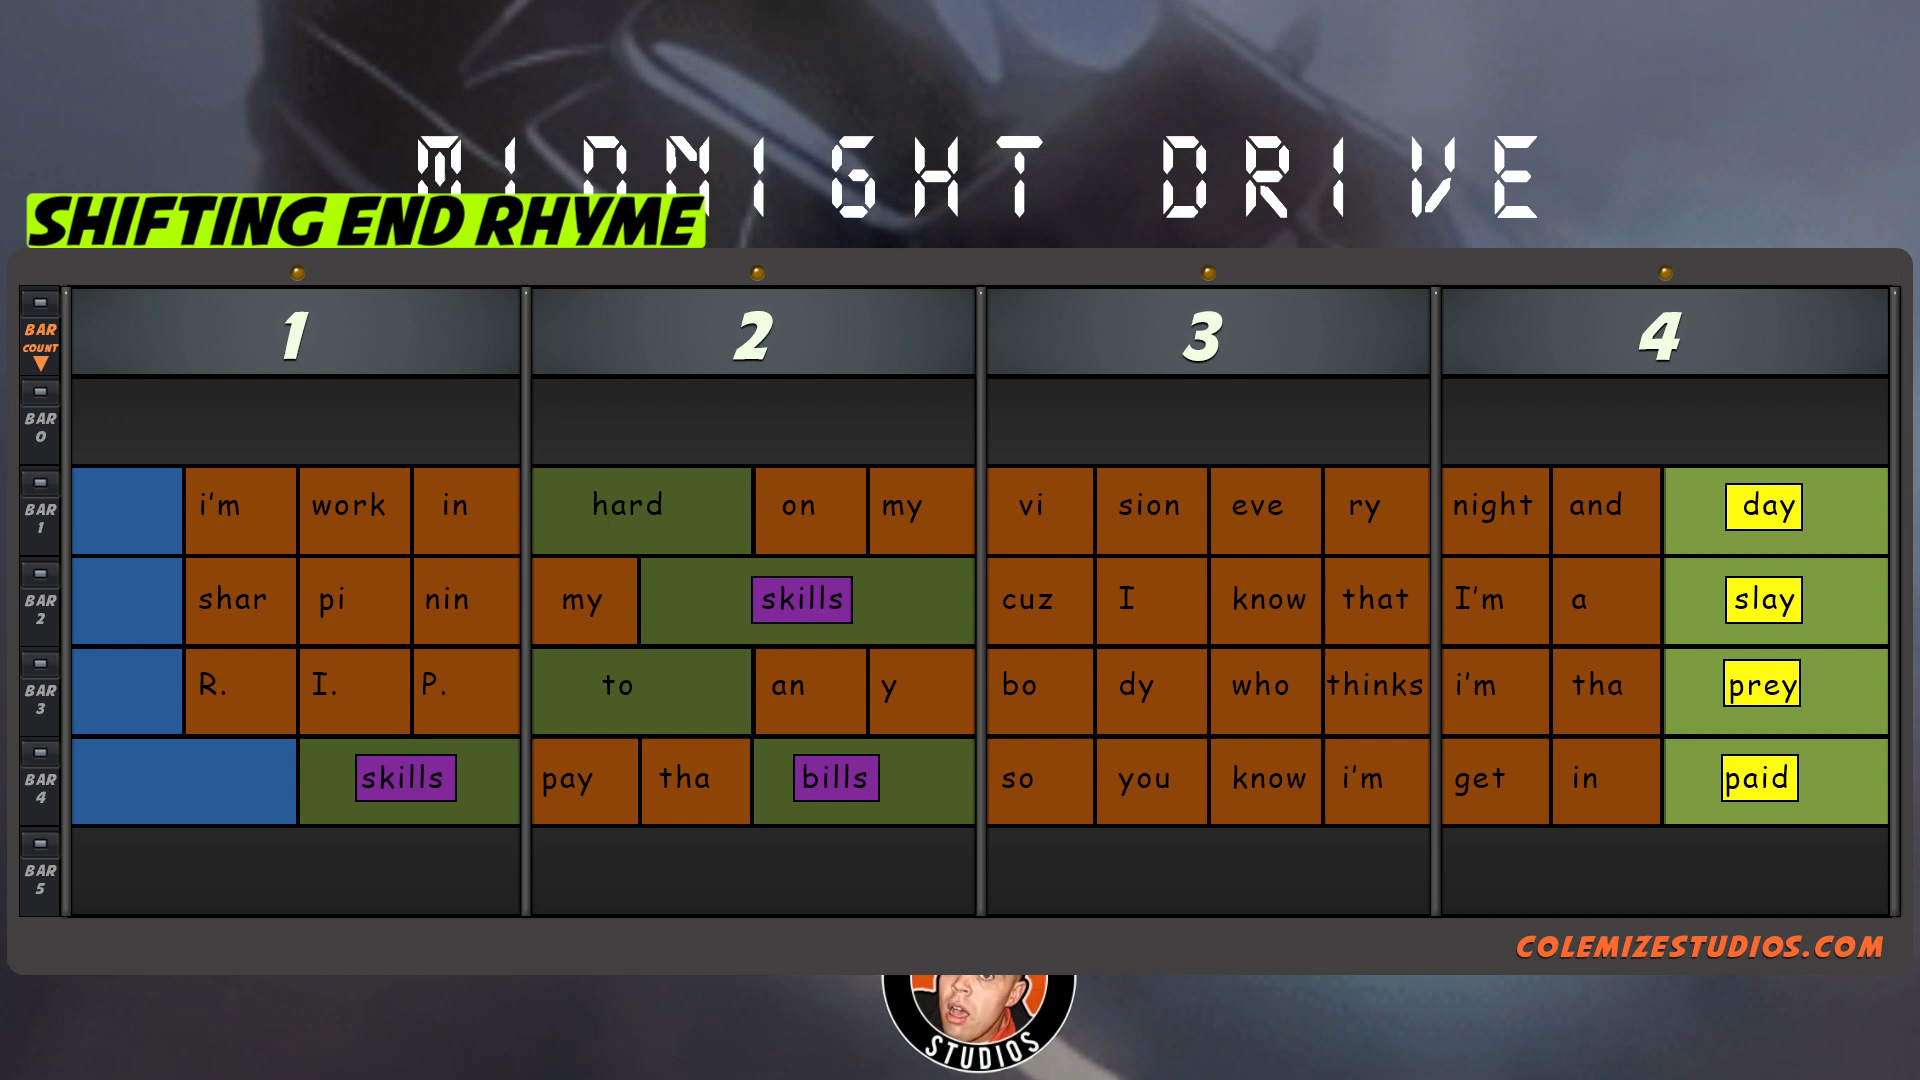 MIDNIGHT DRIVE
SHIFTING END RHYME
BAR COUNT 1 2 3 4
BAR 0
BAR 1 i'm work in hard on my vi sion eve ry night and day
BAR 2 shar pi nin my skills cuz I know that I'm a slay
BAR 3 R. I. P. to an y bo dy who thinks i'm tha prey
BAR 4 skills pay tha bills so you know i'm get in paid
BAR 5
COLEMIZESTUDIOS.COM
STUDIOS